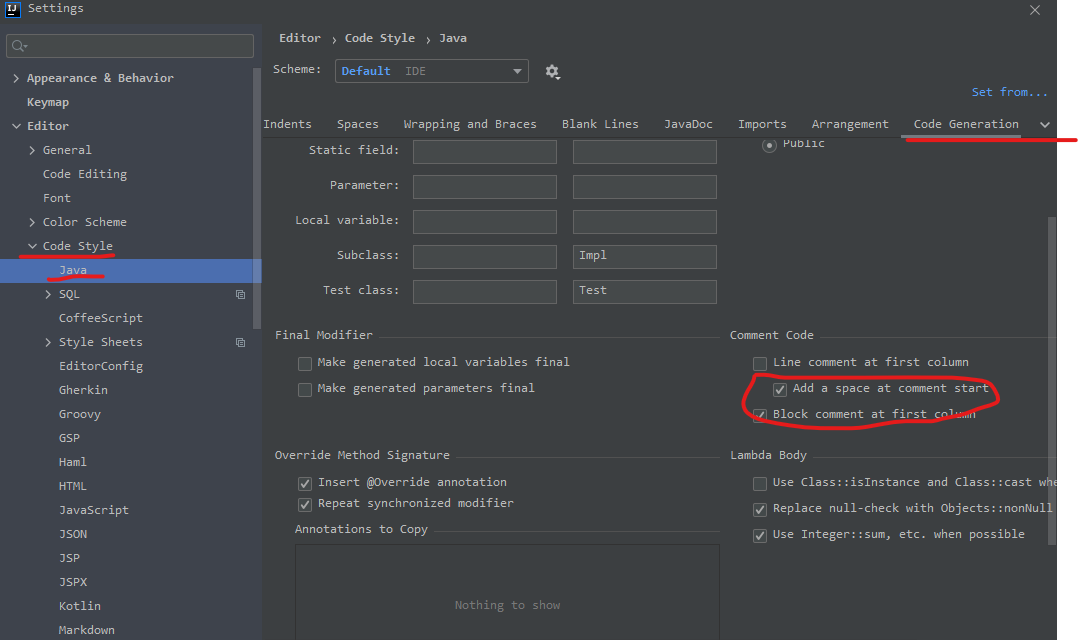 IJ Settings
Appearance & Behavior
Keymap
Editor
General
Code Editing
Font
Color Scheme
Code Style
Java
SQL
CoffeeScript
Style Sheets
EditorConfig
Gherkin
Groovy
GSP
Haml
HTML
JavaScript
JSON
JSP
JSPX
Kotlin
Markdown
Editor › Code Style › Java
Scheme: Default IDE
Set from...
Indents Spaces Wrapping and Braces Blank Lines JavaDoc Imports Arrangement Code Generation
Static field:
Public
Parameter:
Local variable:
Subclass: Impl
Test class: Test
Final Modifier
Make generated local variables final
Make generated parameters final
Comment Code
Line comment at first column
Add a space at comment start
Block comment at first column
Override Method Signature
Insert @Override annotation
Repeat synchronized modifier
Annotations to Copy
Nothing to show
Lambda Body
Use Class::isInstance and Class::cast whe
Replace null-check with Objects::nonNull
Use Integer::sum, etc. when possible